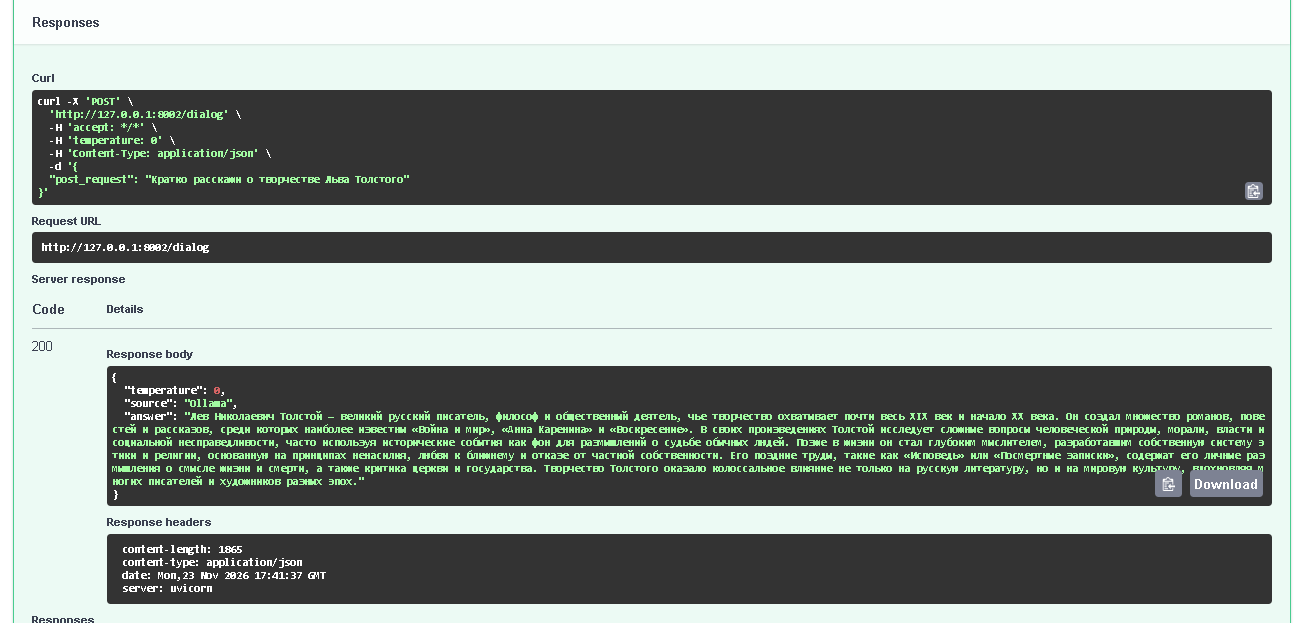 Responses
Curl
curl -X 'POST' \
'http://127.0.0.1:8002/dialog' \
-H 'accept: */*' \
-H 'temperature: 0' \
-H 'Content-Type: application/json' \
-d '{
"post_request": "Кратко расскажи о творчестве Льва Толстого"
}'
Request URL
http://127.0.0.1:8002/dialog
Server response
Code Details
200
Response body
{
"temperature": 0,
"source": "Ollama",
"answer": "Лев Николаевич Толстой — великий русский писатель, философ и общественный деятель, чье творчество охватывает почти весь XIX век и начало XX века. Он создал множество романов, пове
стей и рассказов, среди которых наиболее известны «Война и мир», «Анна Каренина» и «Воскресение». В своих произведениях Толстой исследует сложные вопросы человеческой природы, морали, власти и
социальной несправедливости, часто используя исторические события как фон для размышлений о судьбе обычных людей. Позже в жизни он стал глубоким мыслителем, разработавшим собственную систему э
тики и религии, основанную на принципах ненасилия, любви к ближнему и отказе от частной собственности. Его поздние труды, такие как «Исповедь» или «Посмертные записки», содержат его личные раз
мышления о смысле жизни и смерти, а также критика церкви и государства. Творчество Толстого оказало колоссальное влияние не только на русскую литературу, но и на мировую культуру, вдохновляя м
ногих писателей и художников разных эпох."
}
Download
Response headers
content-length: 1865
content-type: application/json
date: Mon,23 Nov 2026 17:41:37 GMT
server: uvicorn
Responses